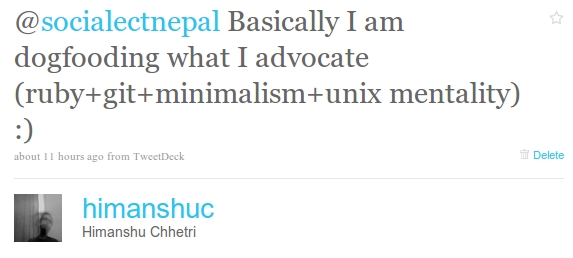 @socialectnepal Basically I am
dogfooding what I advocate
(ruby+git+minimalism+unix mentality)
:)
about 11 hours ago from TweetDeck
Delete
himanshuc
Himanshu Chhetri